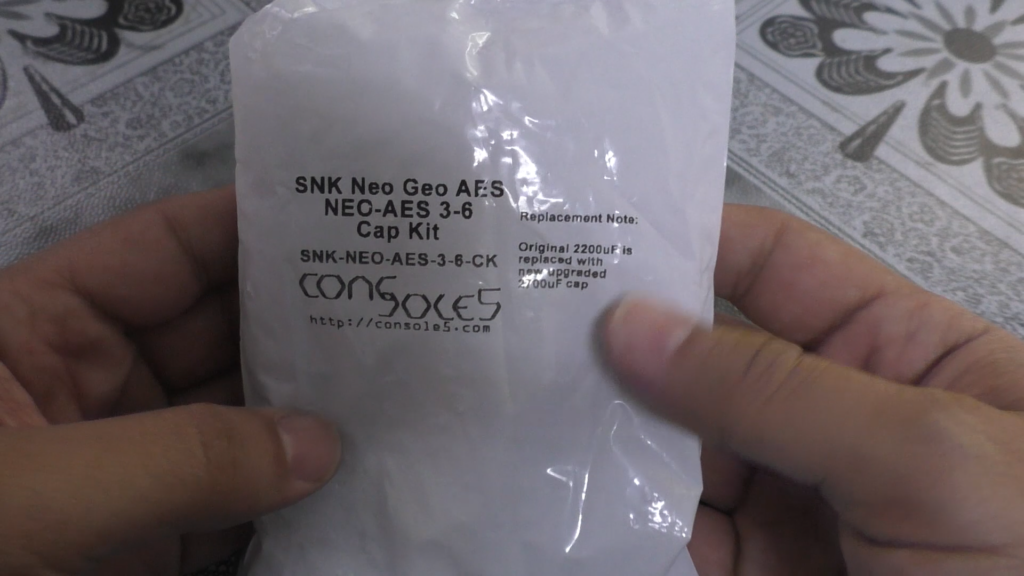 SNK Neo Geo AES
NEO-AES 3-6
Cap Kit
SNK-NEO-AES-3-6-CK
console5
http://console5.com
Replacement Note:
Original 2200uF is
replaced with
new upgraded
2700uF cap